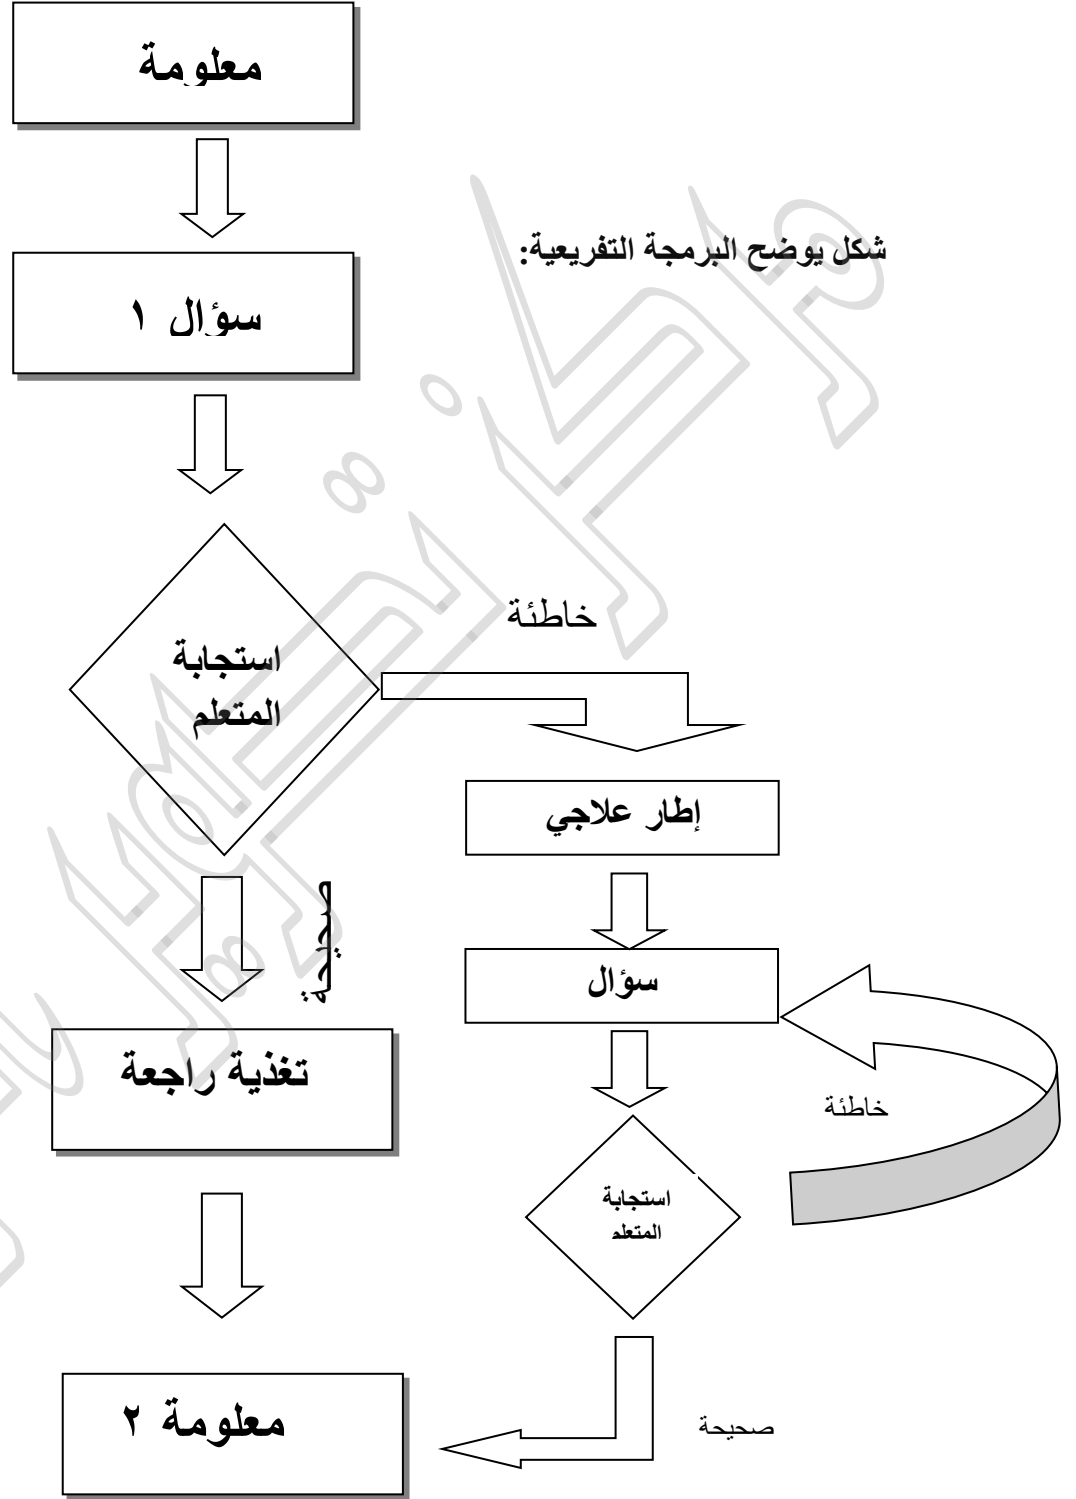 معلومة
شكل يوضح البرمجة التفريعية:
سؤال ١
خاطئة
استجابة
المتعلم
إطار علاجي
صحيحة
سؤال
تغذية راجعة
خاطئة
استجابة
المتعلم
معلومة ٢
صحيحة